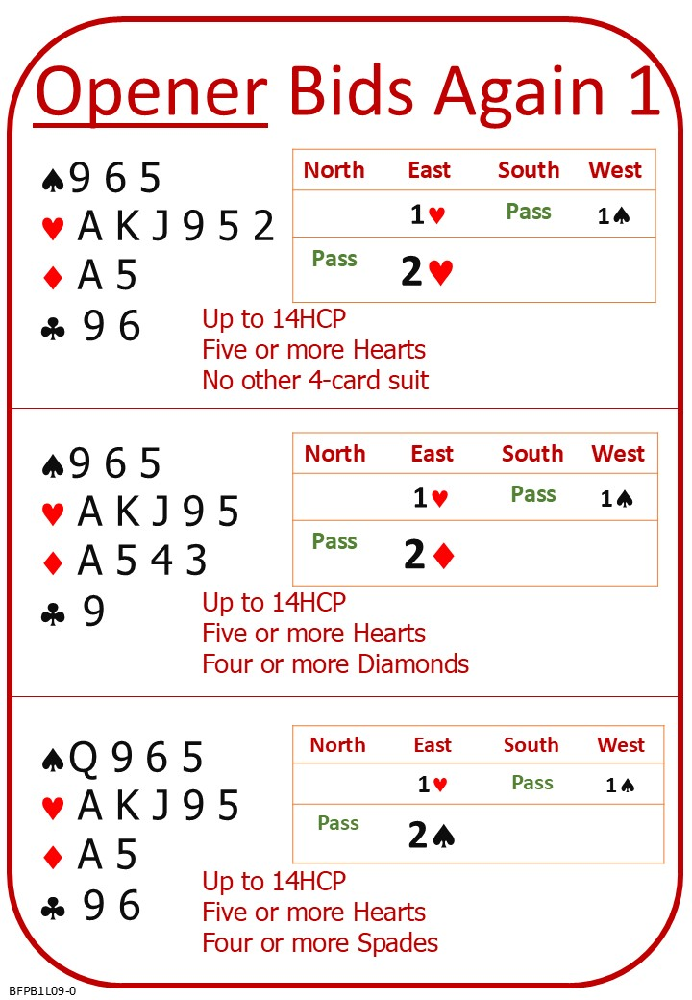 Opener Bids Again 1
♠9 6 5
♥ A K J 9 5 2
♦ A 5
♣ 9 6
North East South West
1♥ Pass 1♠
Pass 2♥
Up to 14HCP
Five or more Hearts
No other 4-card suit
♠9 6 5
♥ A K J 9 5
♦ A 5 4 3
♣ 9
North East South West
1♥ Pass 1♠
Pass 2♦
Up to 14HCP
Five or more Hearts
Four or more Diamonds
♠Q 9 6 5
♥ A K J 9 5
♦ A 5
♣ 9 6
North East South West
1♥ Pass 1♠
Pass 2♠
Up to 14HCP
Five or more Hearts
Four or more Spades
BFPB1L09-0